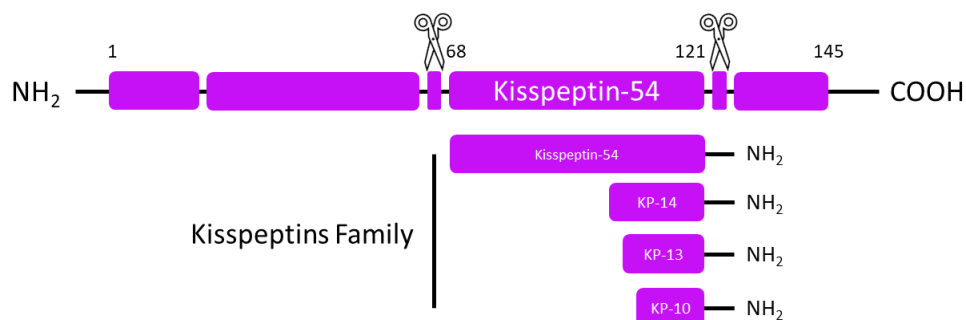 1 68 121 145
NH2 Kisspeptin-54 COOH
Kisspeptin-54 NH2
KP-14 NH2
Kisspeptins Family
KP-13 NH2
KP-10 NH2